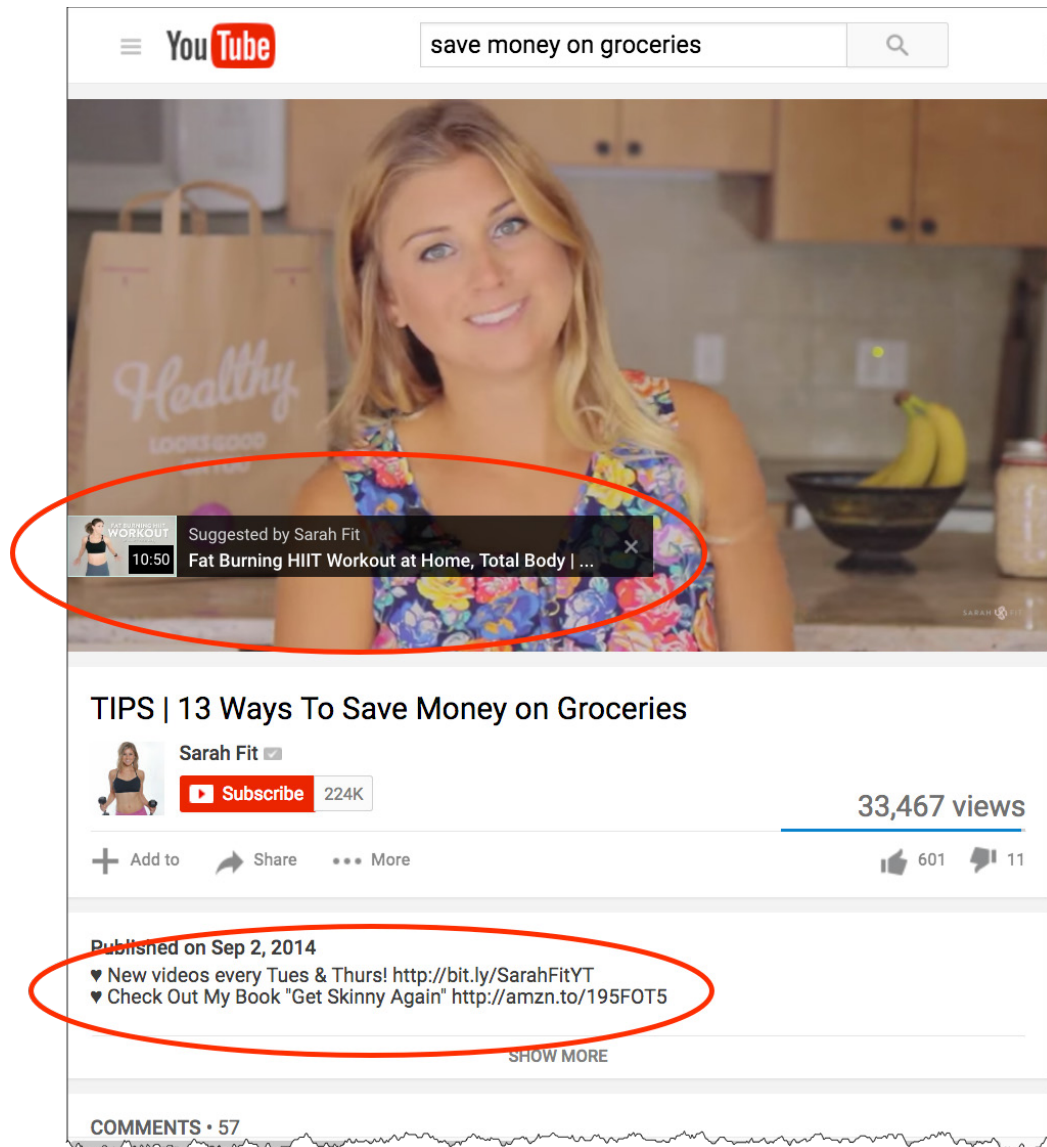 YouTube
save money on groceries
Healthy
LOOKS GOOD
ON YOU
FAT BURNING HIIT
WORKOUT
10:50
Suggested by Sarah Fit
Fat Burning HIIT Workout at Home, Total Body | ...
SARAH FIT
TIPS | 13 Ways To Save Money on Groceries
Sarah Fit
Subscribe 224K
33,467 views
Add to Share More
601 11
Published on Sep 2, 2014
♥ New videos every Tues & Thurs! http://bit.ly/SarahFitYT
♥ Check Out My Book "Get Skinny Again" http://amzn.to/195FOT5
SHOW MORE
COMMENTS • 57